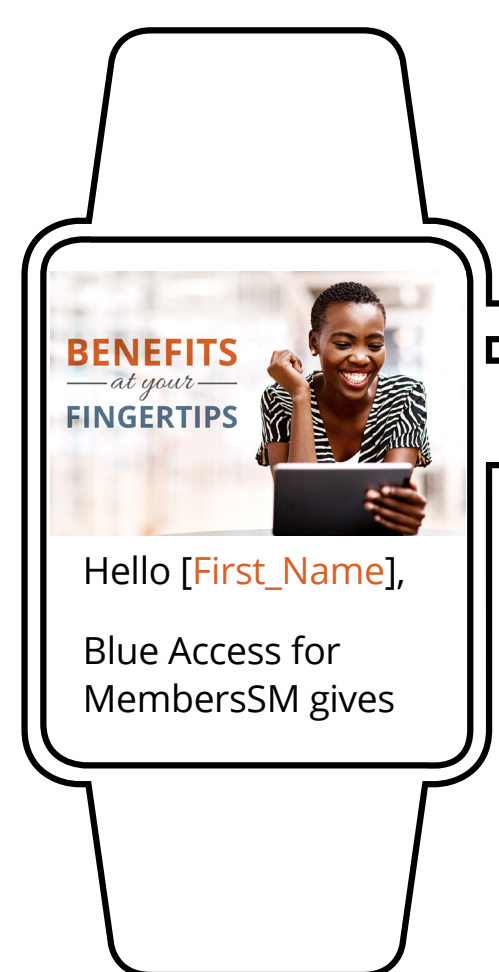 BENEFITS
at your
FINGERTIPS
Hello [First_Name],
Blue Access for
MembersSM gives